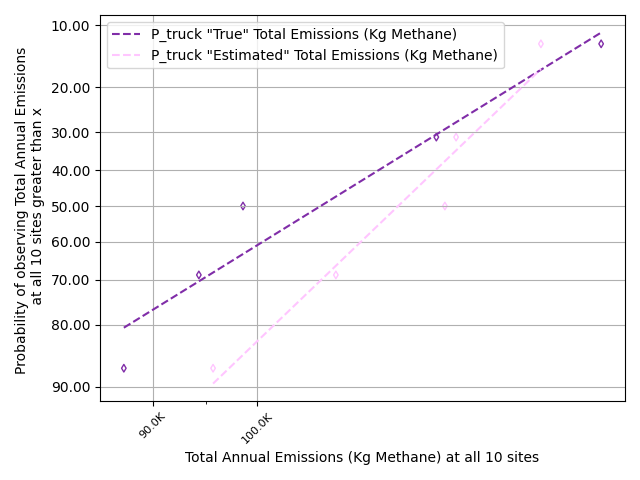 P_truck "True" Total Emissions (Kg Methane)
P_truck "Estimated" Total Emissions (Kg Methane)
Probability of observing Total Annual Emissions
at all 10 sites greater than x
10.00
20.00
30.00
40.00
50.00
60.00
70.00
80.00
90.00
90.0K
100.0K
Total Annual Emissions (Kg Methane) at all 10 sites